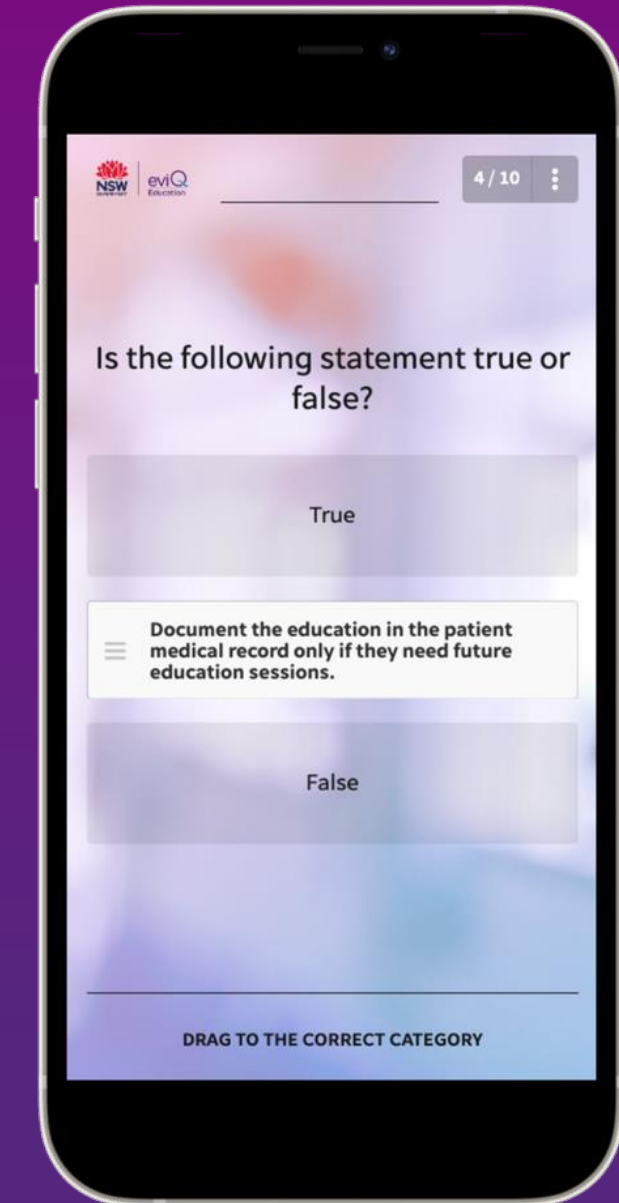 NSW
eviQ
Education
4 / 10
Is the following statement true or
false?
True
Document the education in the patient
medical record only if they need future
education sessions.
False
DRAG TO THE CORRECT CATEGORY